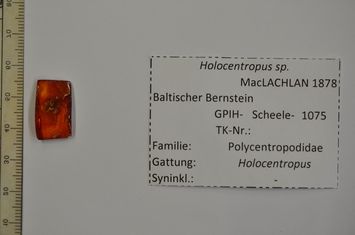 Holocentropus sp.
MacLACHLAN 1878
Baltischer Bernstein
GPIH- Scheele- 1075
TK-Nr.:
Familie: Polycentropodidae
Gattung: Holocentropus
Syninkl.: -